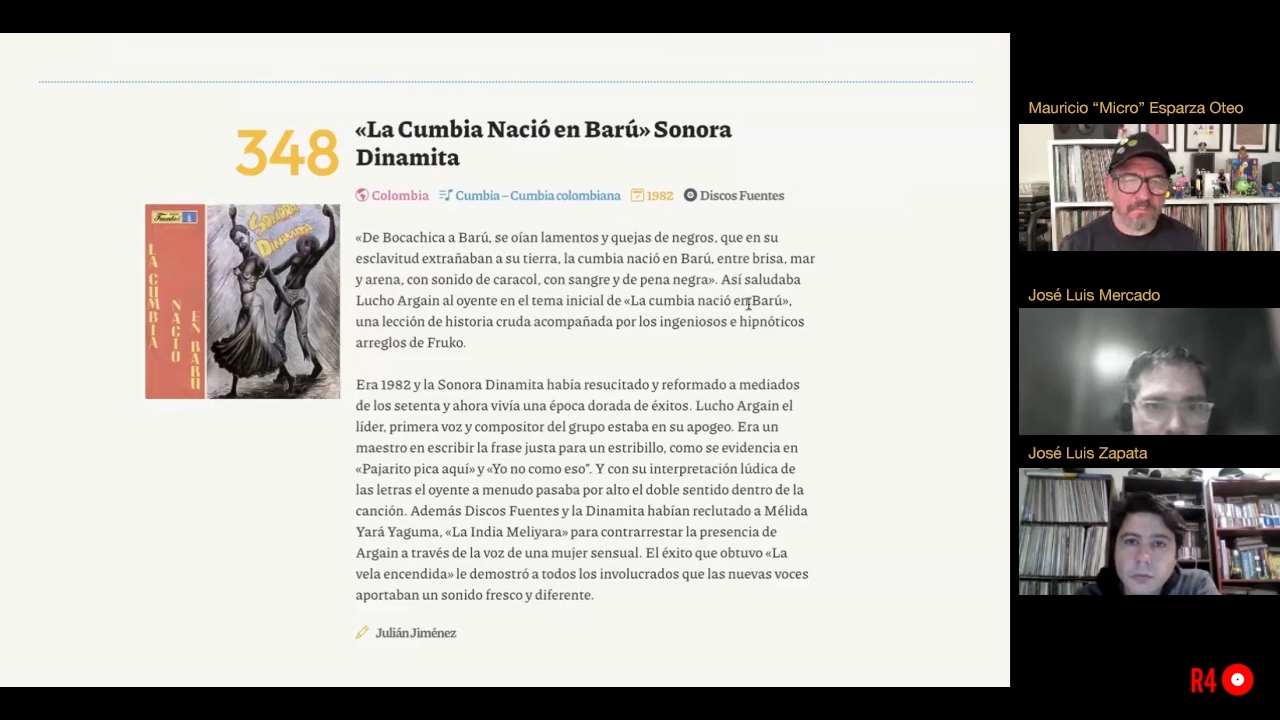 348
«La Cumbia Nació en Barú» Sonora
Dinamita
Colombia Cumbia – Cumbia colombiana 1982 Discos Fuentes
Fuentes
LA CUMBIA
NACIO
EN BARU
SONORA
DINAMITA
«De Bocachica a Barú, se oían lamentos y quejas de negros, que en su
esclavitud extrañaban a su tierra, la cumbia nació en Barú, entre brisa, mar
y arena, con sonido de caracol, con sangre y de pena negra». Así saludaba
Lucho Argain al oyente en el tema inicial de «La cumbia nació en Barú»,
una lección de historia cruda acompañada por los ingeniosos e hipnóticos
arreglos de Fruko.
Era 1982 y la Sonora Dinamita había resucitado y reformado a mediados
de los setenta y ahora vivía una época dorada de éxitos. Lucho Argain el
líder, primera voz y compositor del grupo estaba en su apogeo. Era un
maestro en escribir la frase justa para un estribillo, como se evidencia en
«Pajarito pica aquí» y «Yo no como eso". Y con su interpretación lúdica de
las letras el oyente a menudo pasaba por alto el doble sentido dentro de la
canción. Además Discos Fuentes y la Dinamita habían reclutado a Mélida
Yará Yaguma, «La India Meliyara» para contrarrestar la presencia de
Argain a través de la voz de una mujer sensual. El éxito que obtuvo «La
vela encendida» le demostró a todos los involucrados que las nuevas voces
aportaban un sonido fresco y diferente.
Julián Jiménez
Mauricio “Micro” Esparza Oteo
José Luis Mercado
José Luis Zapata
R4